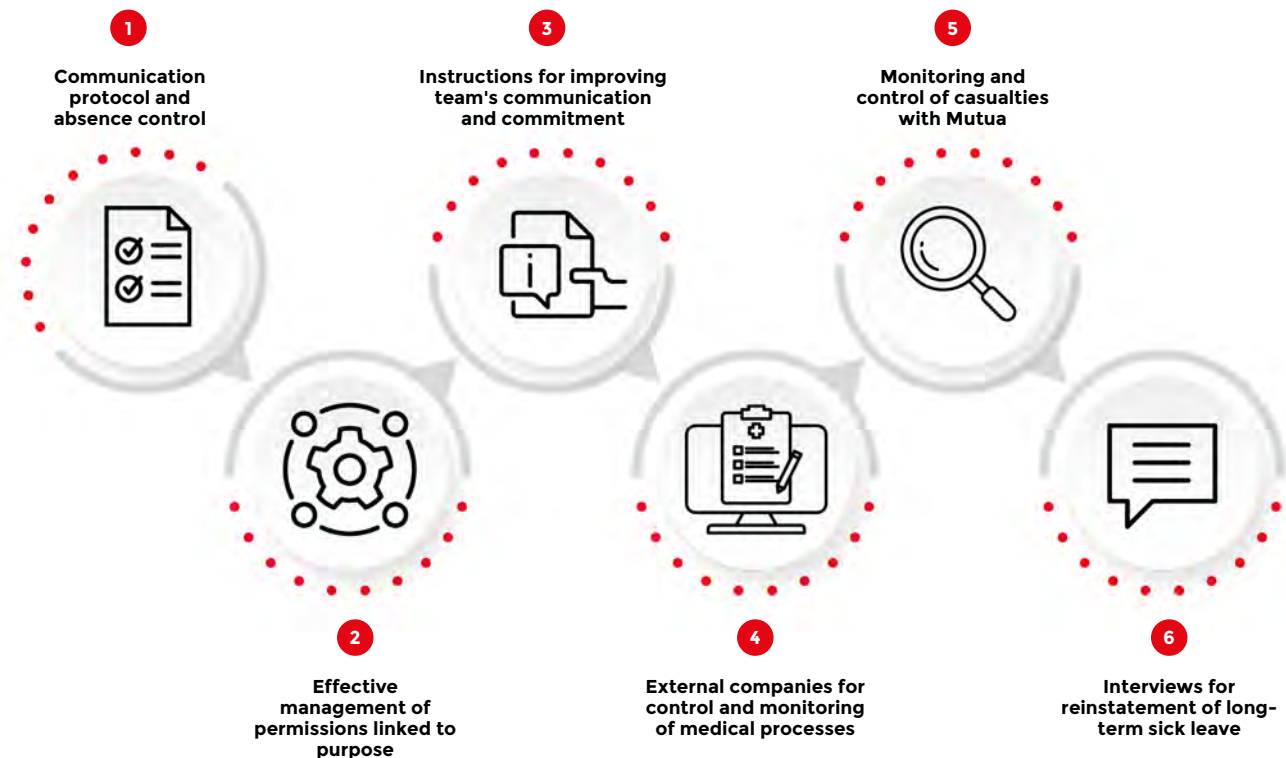 1
Communication
protocol and
absence control
2
Effective
management of
permissions linked to
purpose
3
Instructions for improving
team's communication
and commitment
i
4
External companies for
control and monitoring
of medical processes
5
Monitoring and
control of casualties
with Mutua
6
Interviews for
reinstatement of long-
term sick leave